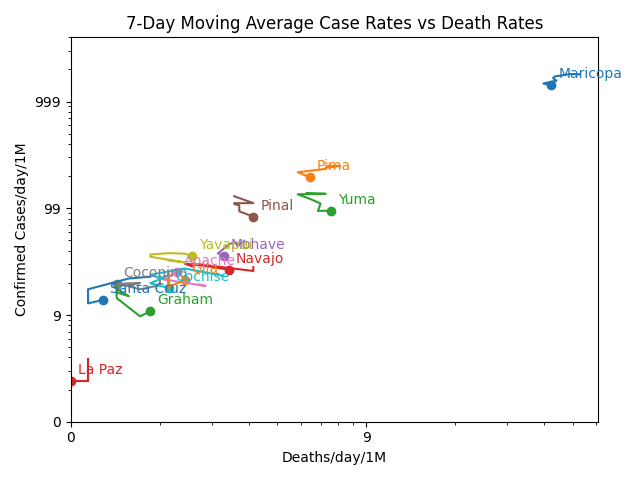 7-Day Moving Average Case Rates vs Death Rates
Maricopa
999
Pima
Yuma
99
Pinal
Yavapai
Mohave
Navajo
Apache
Gila
Coconino
Cochise
Santa Cruz
Graham
9
La Paz
0
0
9
Confirmed Cases/day/1M
Deaths/day/1M